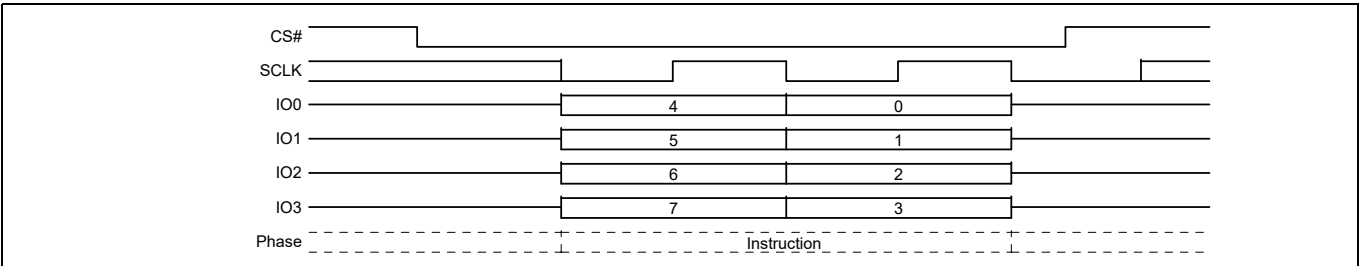 CS#
SCLK
IO0 4 0
IO1 5 1
IO2 6 2
IO3 7 3
Phase Instruction